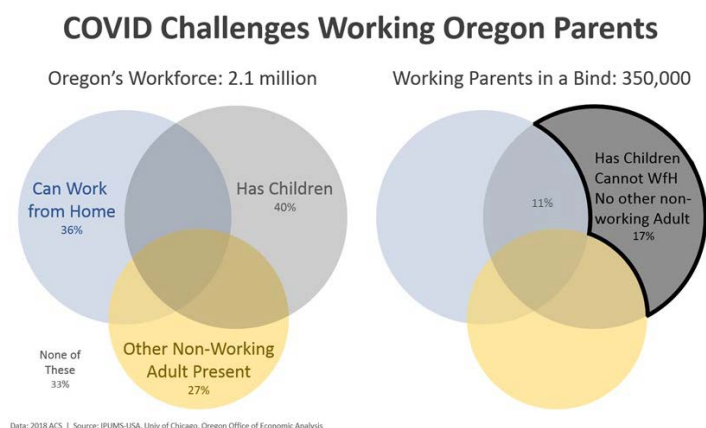 COVID Challenges Working Oregon Parents
Oregon's Workforce: 2.1 million
Can Work
from Home
36%
Has Children
40%
Other Non-Working
Adult Present
27%
None of
These
33%
Working Parents in a Bind: 350,000
11%
Has Children
Cannot WfH
No other non-
working Adult
17%
Data: 2018 ACS | Source: IPUMS-USA, Univ of Chicago, Oregon Office of Economic Analysis